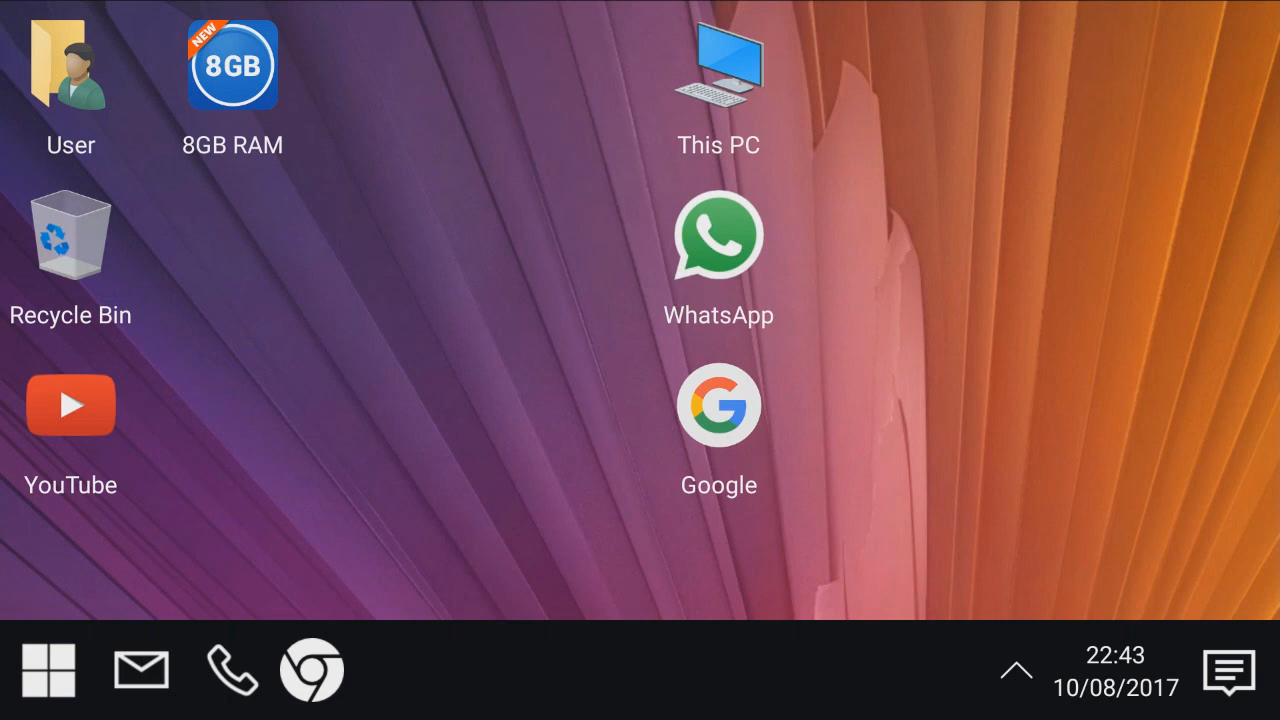 NEW
8GB
User
8GB RAM
This PC
Recycle Bin
WhatsApp
YouTube
Google
22:43
10/08/2017